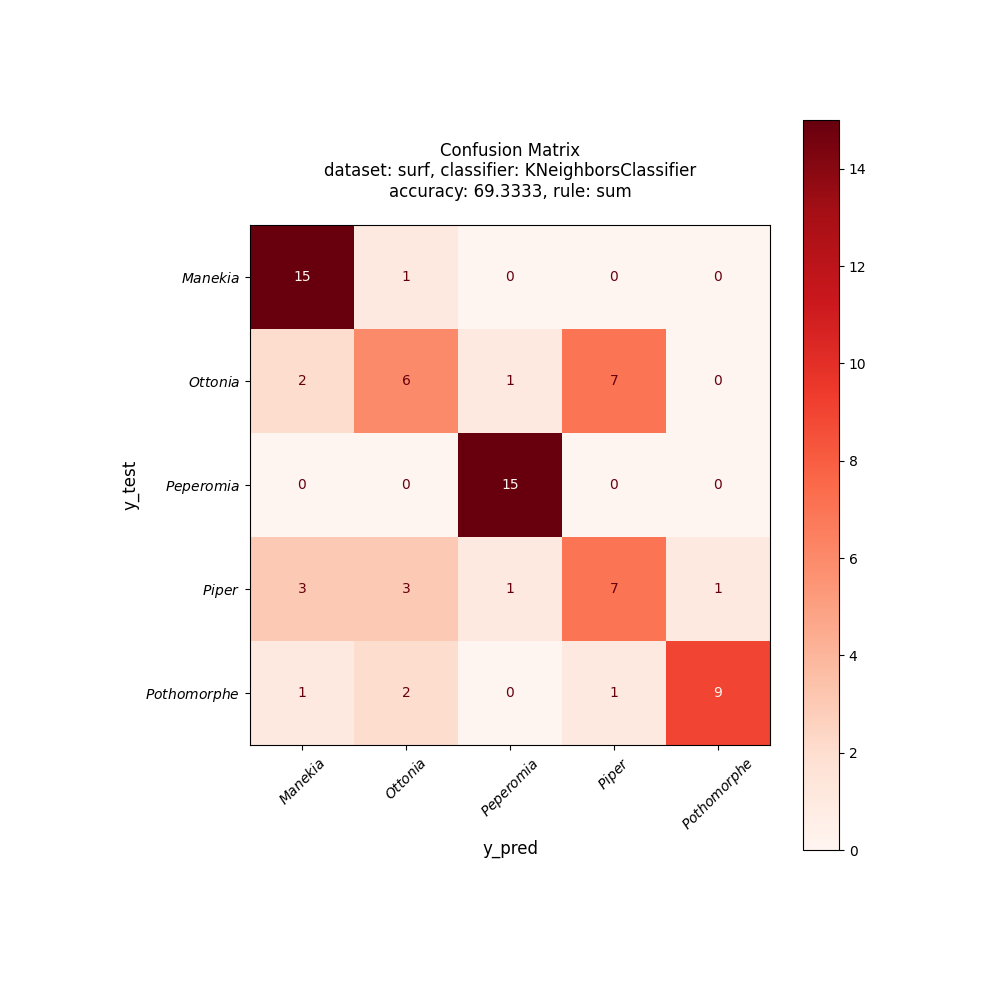 Confusion Matrix
dataset: surf, classifier: KNeighborsClassifier
accuracy: 69.3333, rule: sum
y_test
Manekia 15 1 0 0 0
Ottonia 2 6 1 7 0
Peperomia 0 0 15 0 0
Piper 3 3 1 7 1
Pothomorphe 1 2 0 1 9
Manekia Ottonia Peperomia Piper Pothomorphe
y_pred
14
12
10
8
6
4
2
0